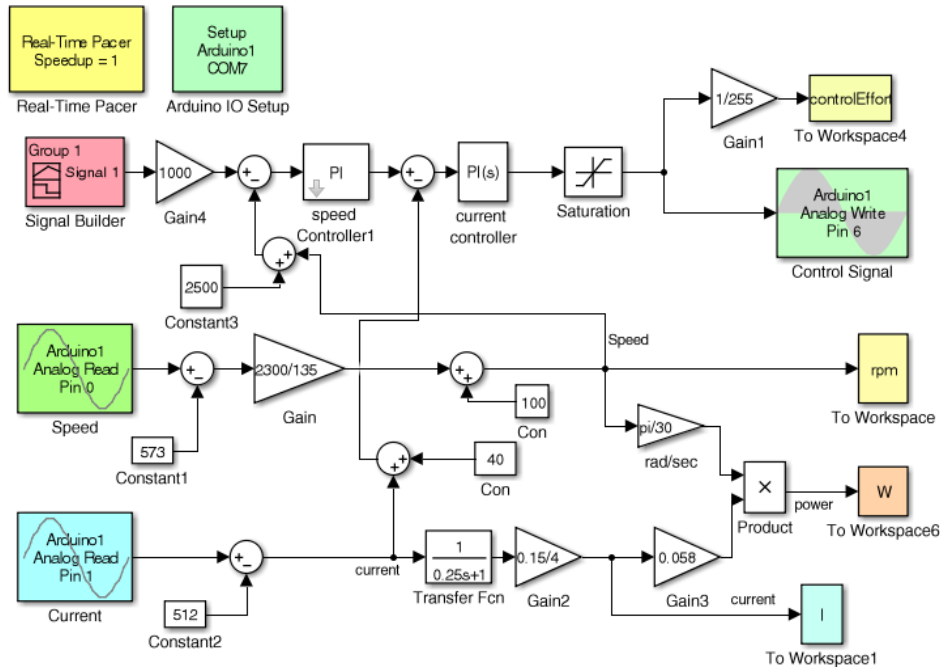 Real-Time Pacer
Speedup = 1
Real-Time Pacer
Setup
Arduino1
COM7
Arduino IO Setup
1/255
Gain1
controlEffort
To Workspace4
Group 1
Signal 1
Signal Builder
1000
Gain4
+
−
PI
speed
Controller1
+
−
PI(s)
current
controller
Saturation
Arduino1
Analog Write
Pin 6
Control Signal
+
+
2500
Constant3
Arduino1
Analog Read
Pin 0
Speed
+
−
573
Constant1
2300/135
Gain
+
+
100
Con
Speed
rpm
To Workspace
pi/30
rad/sec
+
+
40
Con
×
Product
power
W
To Workspace6
Arduino1
Analog Read
Pin 1
Current
+
−
512
Constant2
current
1
0.25s+1
Transfer Fcn
0.15/4
Gain2
0.058
Gain3
current
I
To Workspace1